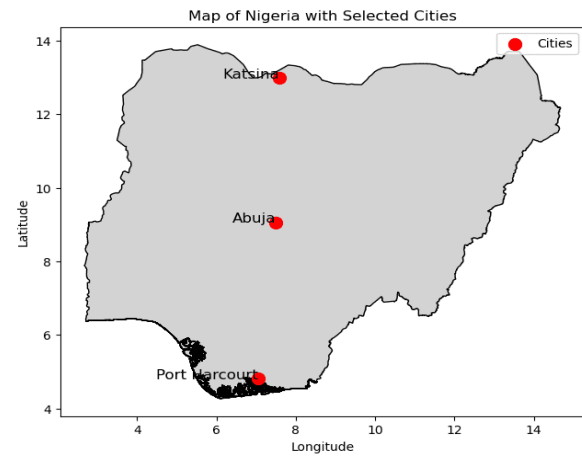 Map of Nigeria with Selected Cities
14
12
10
8
6
4
Latitude
Cities
Katsina
Abuja
Port Harcourt
4
6
8
10
12
14
Longitude